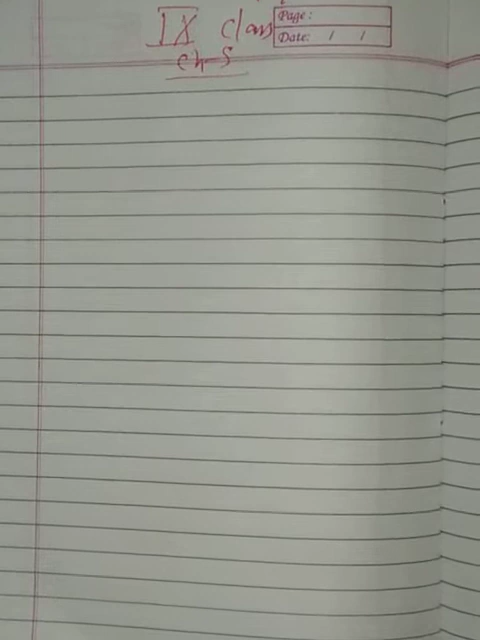 IX Class
Page:
Date: / /
Ch-5